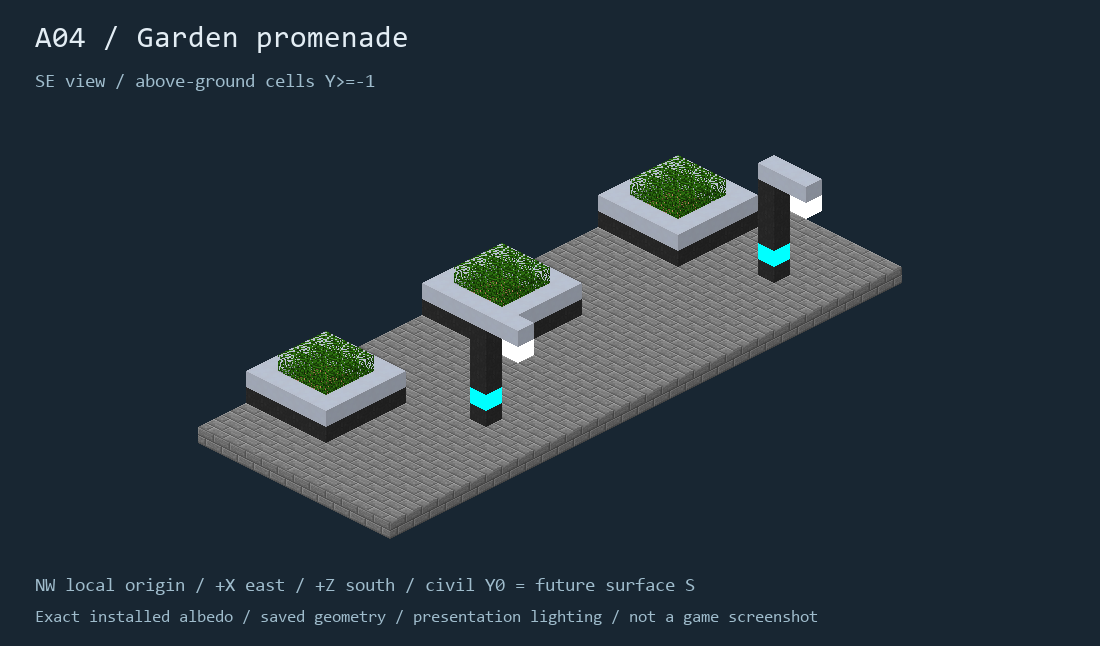 A04 / Garden promenade
SE view / above-ground cells Y>=-1
NW local origin / +X east / +Z south / civil Y0 = future surface S
Exact installed albedo / saved geometry / presentation lighting / not a game screenshot